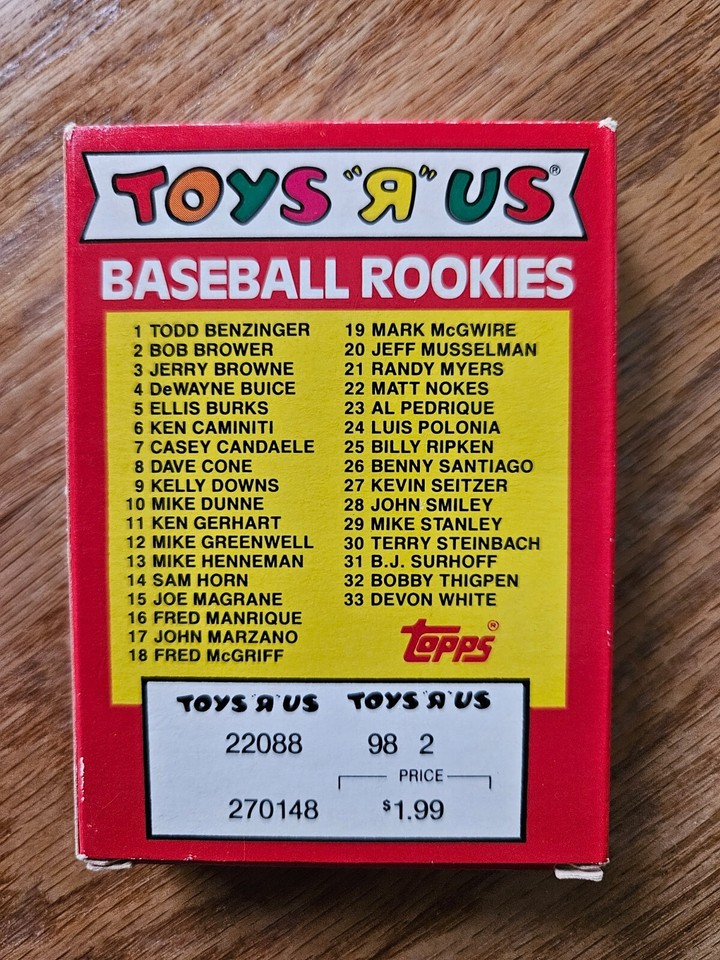 TOYS "Я" US®
BASEBALL ROOKIES
1 TODD BENZINGER
2 BOB BROWER
3 JERRY BROWNE
4 DeWAYNE BUICE
5 ELLIS BURKS
6 KEN CAMINITI
7 CASEY CANDAELE
8 DAVE CONE
9 KELLY DOWNS
10 MIKE DUNNE
11 KEN GERHART
12 MIKE GREENWELL
13 MIKE HENNEMAN
14 SAM HORN
15 JOE MAGRANE
16 FRED MANRIQUE
17 JOHN MARZANO
18 FRED McGRIFF
19 MARK McGWIRE
20 JEFF MUSSELMAN
21 RANDY MYERS
22 MATT NOKES
23 AL PEDRIQUE
24 LUIS POLONIA
25 BILLY RIPKEN
26 BENNY SANTIAGO
27 KEVIN SEITZER
28 JOHN SMILEY
29 MIKE STANLEY
30 TERRY STEINBACH
31 B.J. SURHOFF
32 BOBBY THIGPEN
33 DEVON WHITE
topps®
TOYS "Я" US TOYS "Я" US
22088 98 2
PRICE
270148 $1.99